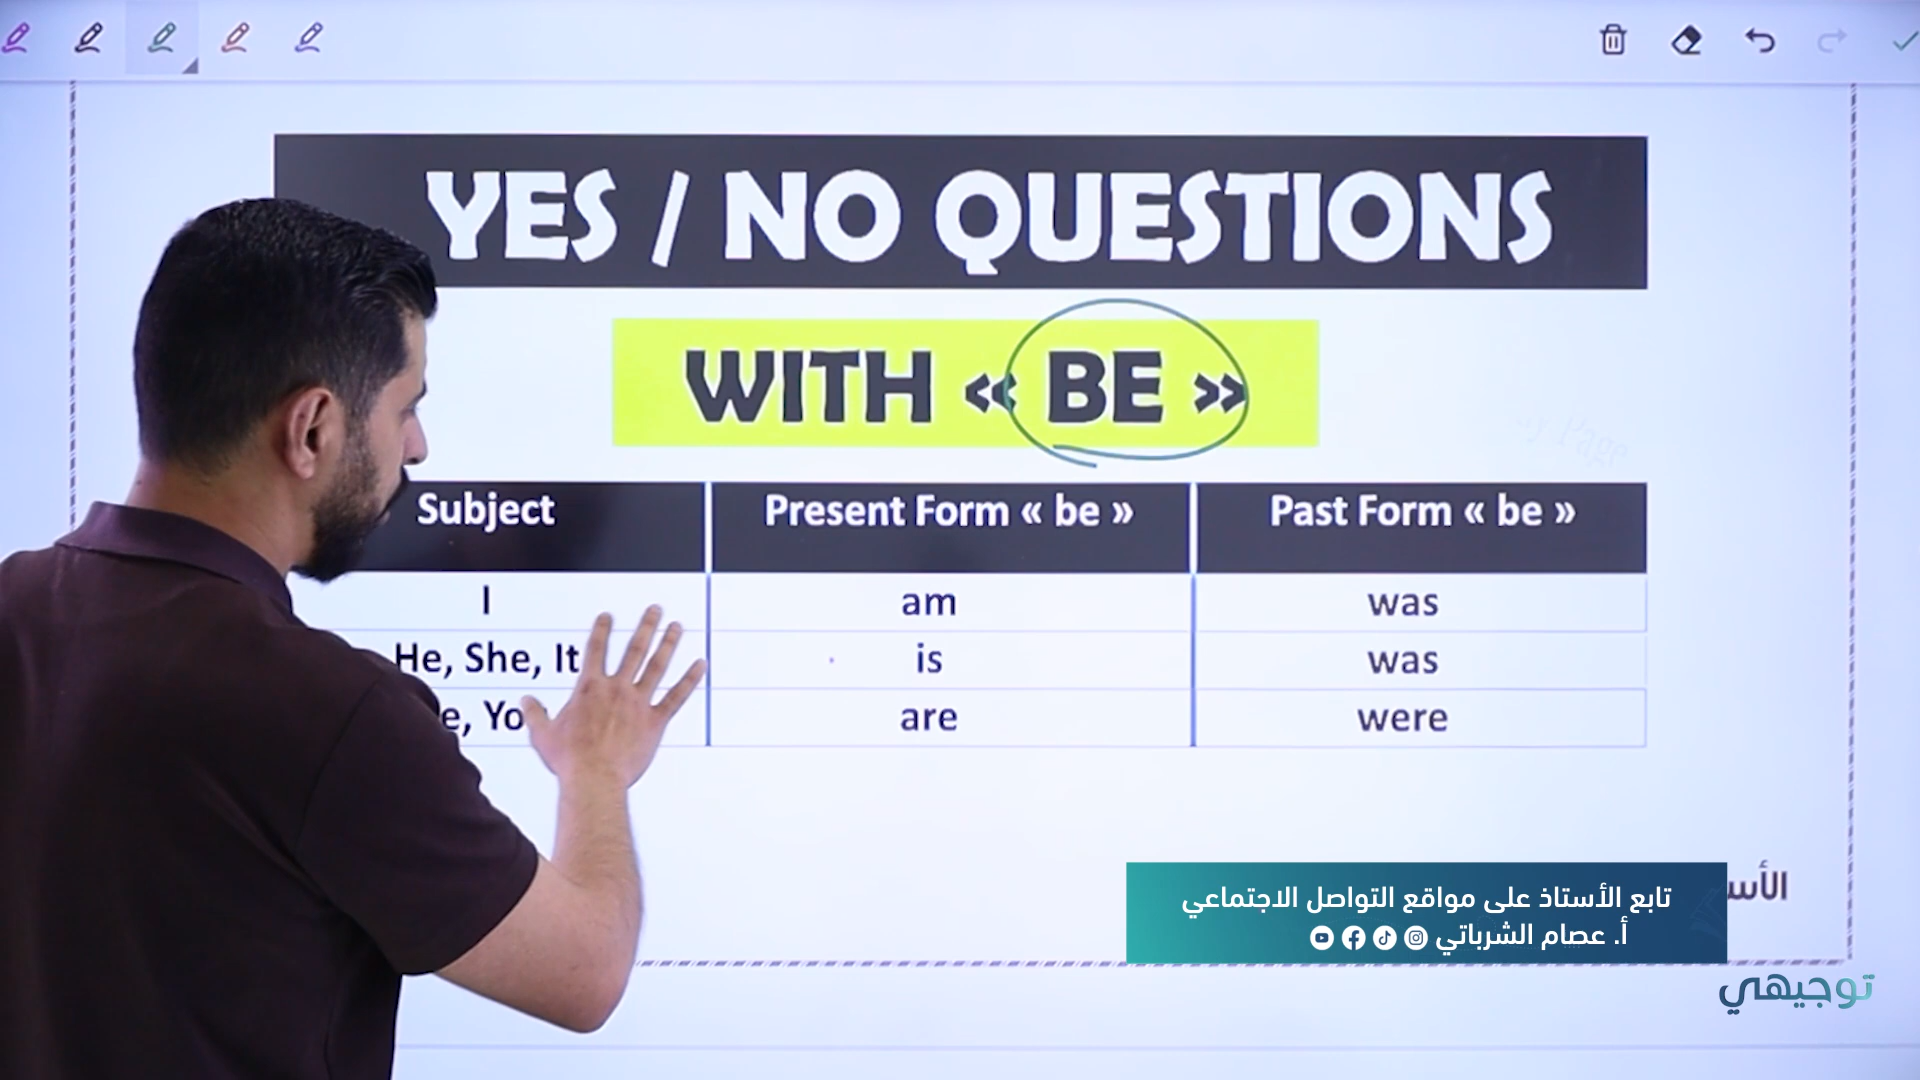 YES / NO QUESTIONS
WITH « BE »
Subject Present Form « be » Past Form « be »
I am was
He, She, It is was
are were
تابع الأستاذ على مواقع التواصل الاجتماعي
أ. عصام الشرباتي
توجيهي